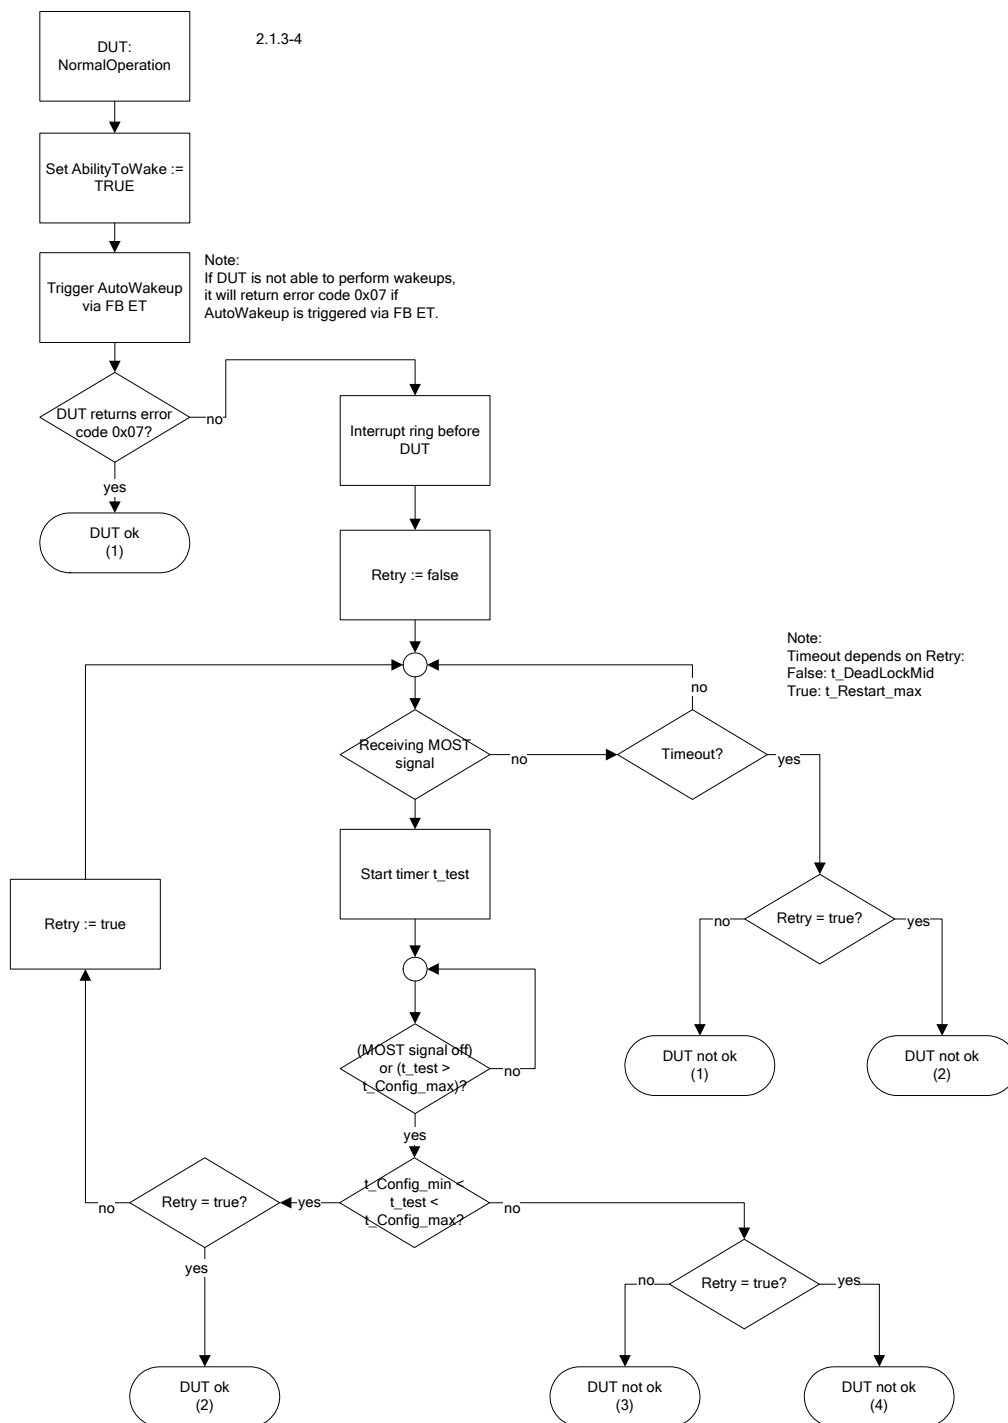 2.1.3-4
DUT:
NormalOperation
Set AbilityToWake :=
TRUE
Trigger AutoWakeup
via FB ET
Note:
If DUT is not able to perform wakeups,
it will return error code 0x07 if
AutoWakeup is triggered via FB ET.
DUT returns error
code 0x07?
no
yes
DUT ok
(1)
Interrupt ring before
DUT
Retry := false
Note:
Timeout depends on Retry:
False: t_DeadLockMid
True: t_Restart_max
no
Receiving MOST
signal
no
Timeout?
yes
Start timer t_test
Retry := true
Retry = true?
no
yes
DUT not ok
(1)
DUT not ok
(2)
(MOST signal off)
or (t_test >
t_Config_max)?
no
yes
t_Config_min <
t_test <
t_Config_max?
yes
no
Retry = true?
no
yes
DUT ok
(2)
Retry = true?
no
yes
DUT not ok
(3)
DUT not ok
(4)